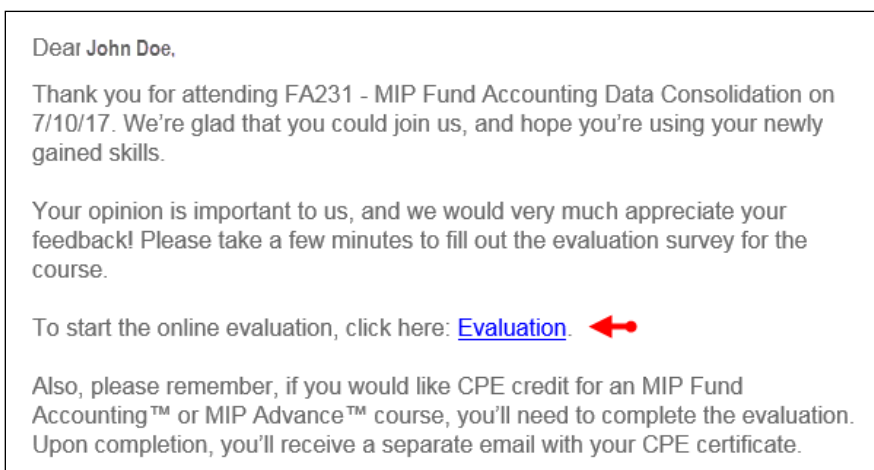 Dear John Doe,
Thank you for attending FA231 - MIP Fund Accounting Data Consolidation on
7/10/17. We’re glad that you could join us, and hope you’re using your newly
gained skills.
Your opinion is important to us, and we would very much appreciate your
feedback! Please take a few minutes to fill out the evaluation survey for the
course.
To start the online evaluation, click here: Evaluation.
Also, please remember, if you would like CPE credit for an MIP Fund
Accounting™ or MIP Advance™ course, you’ll need to complete the evaluation.
Upon completion, you’ll receive a separate email with your CPE certificate.